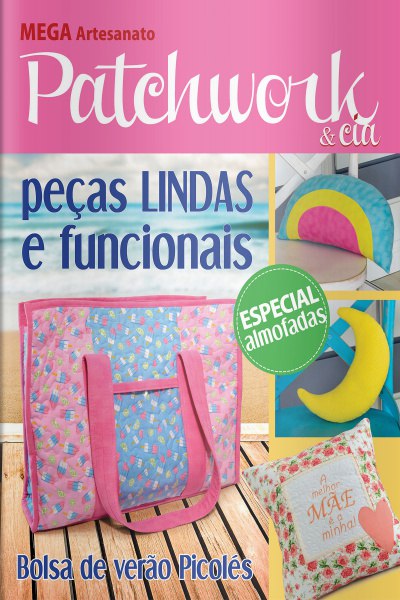 MEGA Artesanato
Patchwork
& cia
peças LINDAS
e funcionais
ESPECIAL
almofadas
A
melhor
MÃE
é a
minha!
Bolsa de verão Picolés